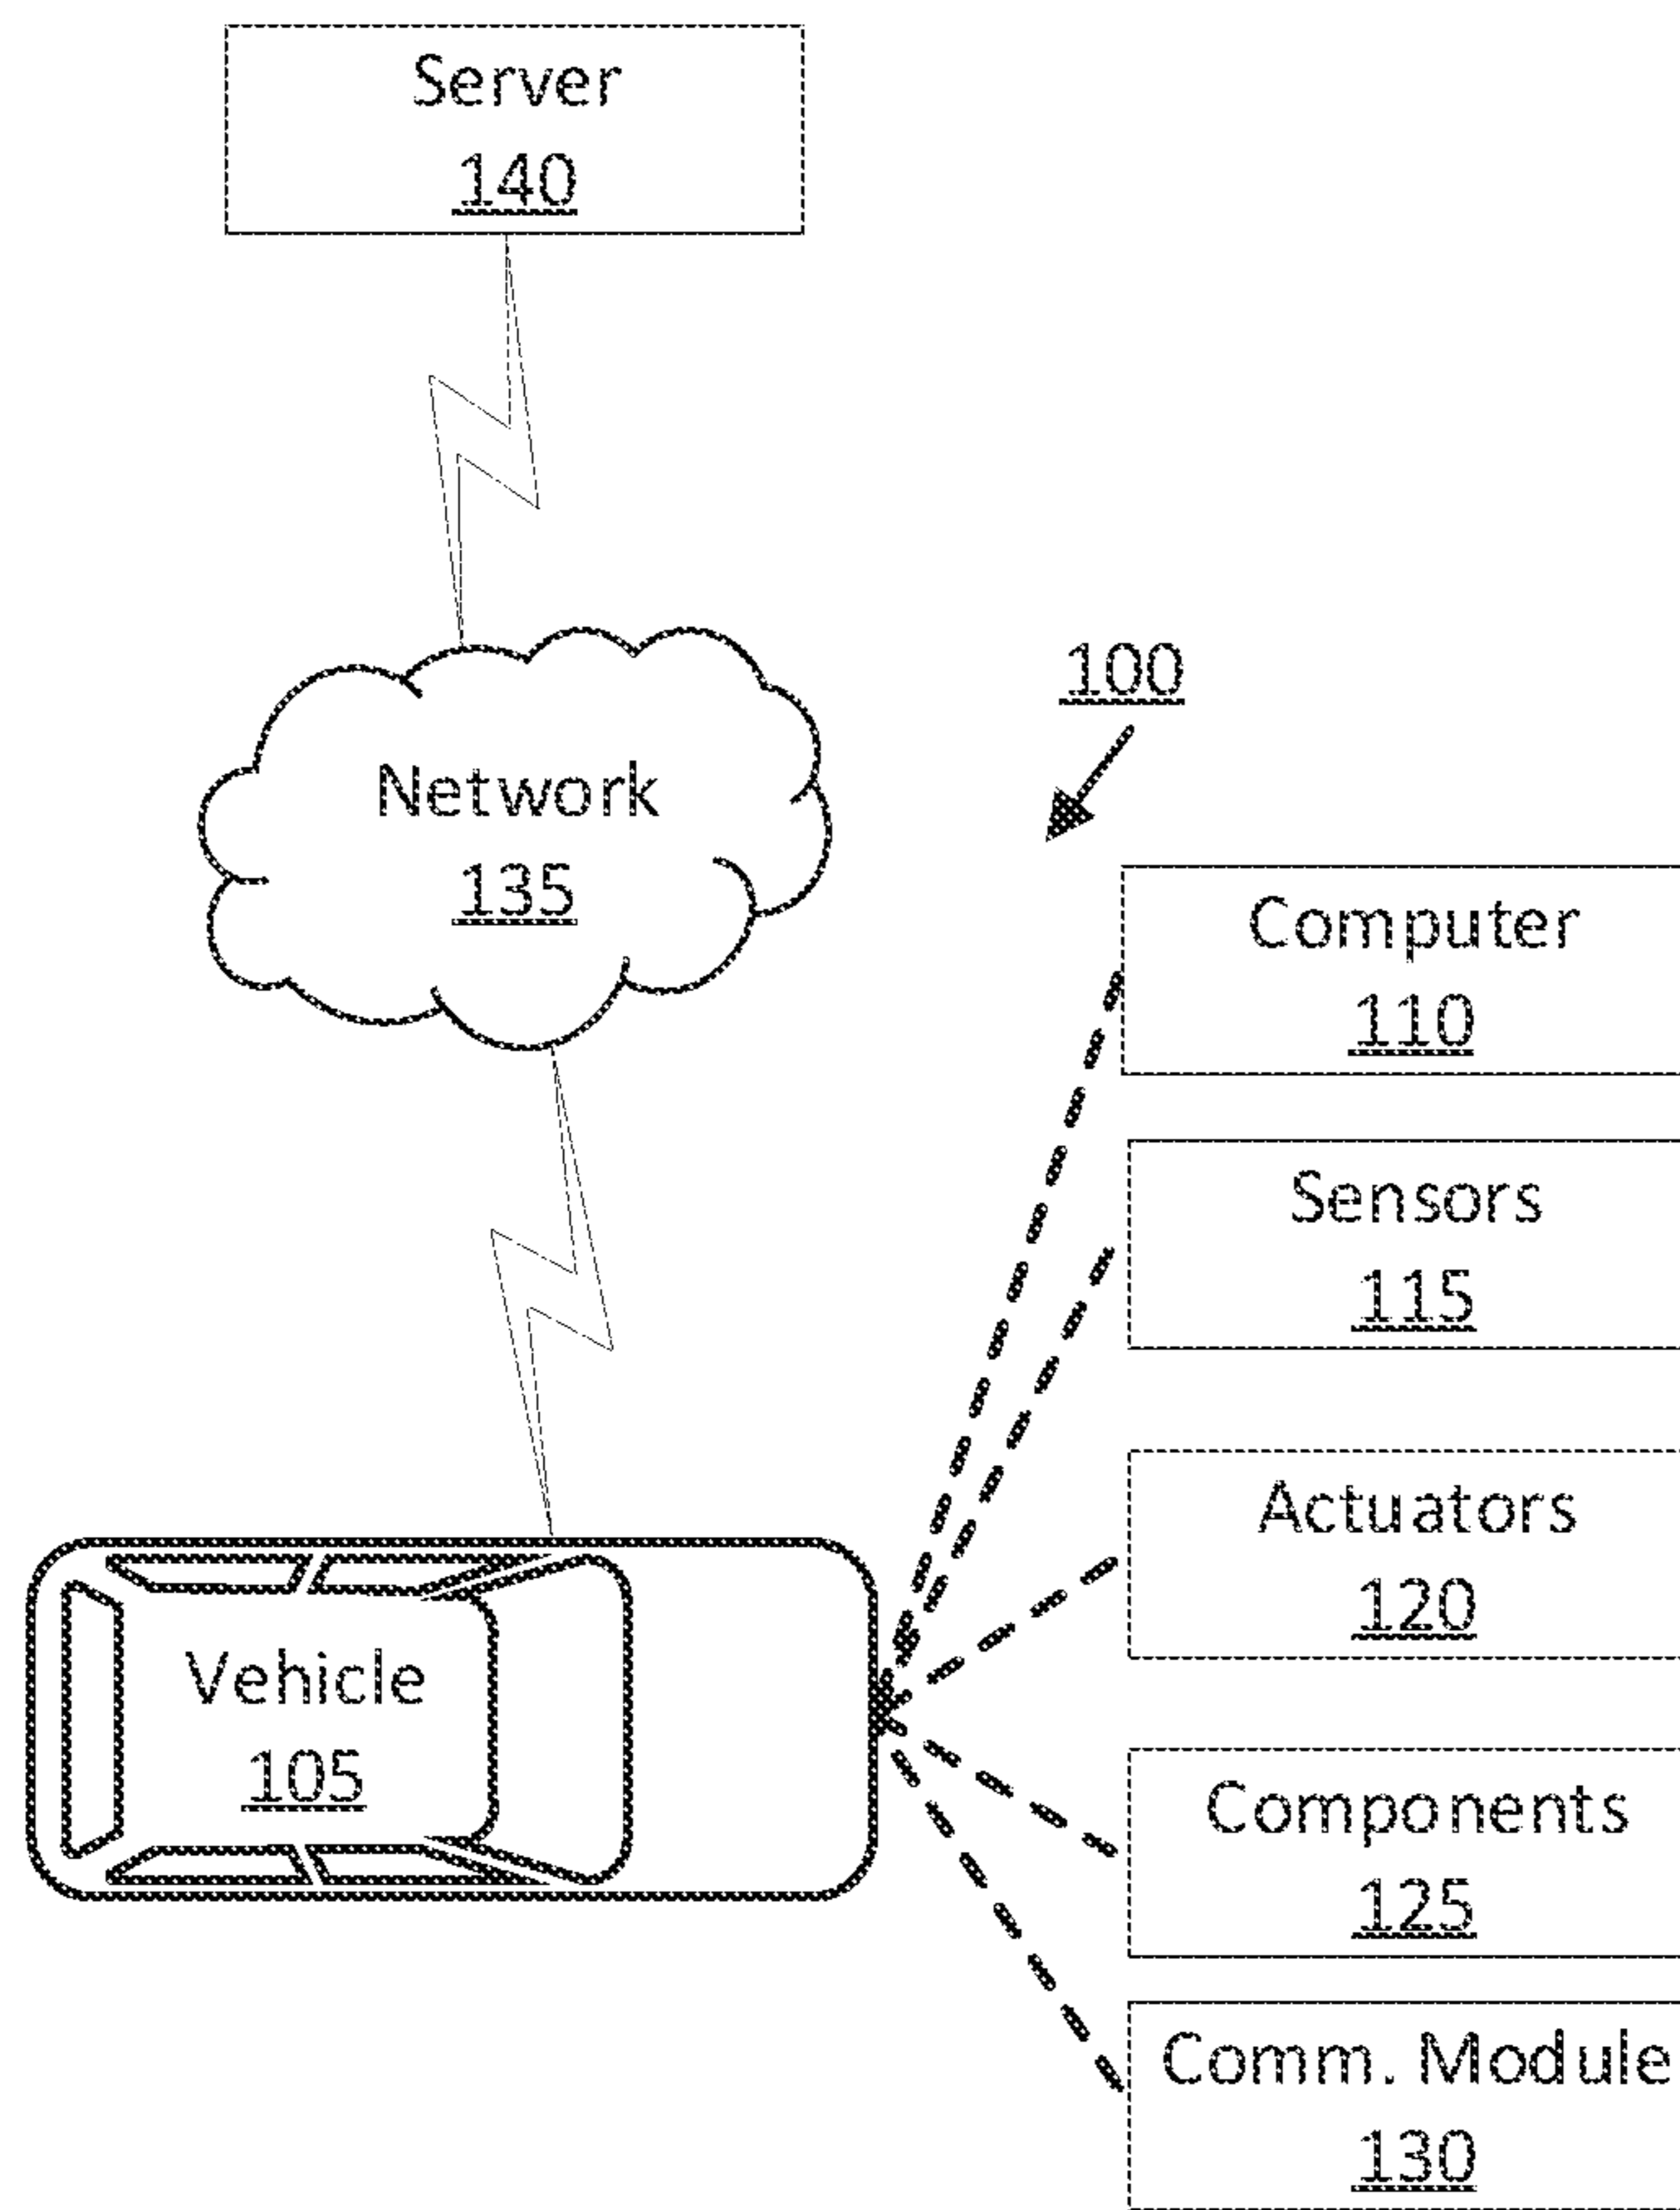 Server
140
Network
135
100
Computer
110
Sensors
115
Actuators
120
Vehicle
105
Components
125
Comm. Module
130